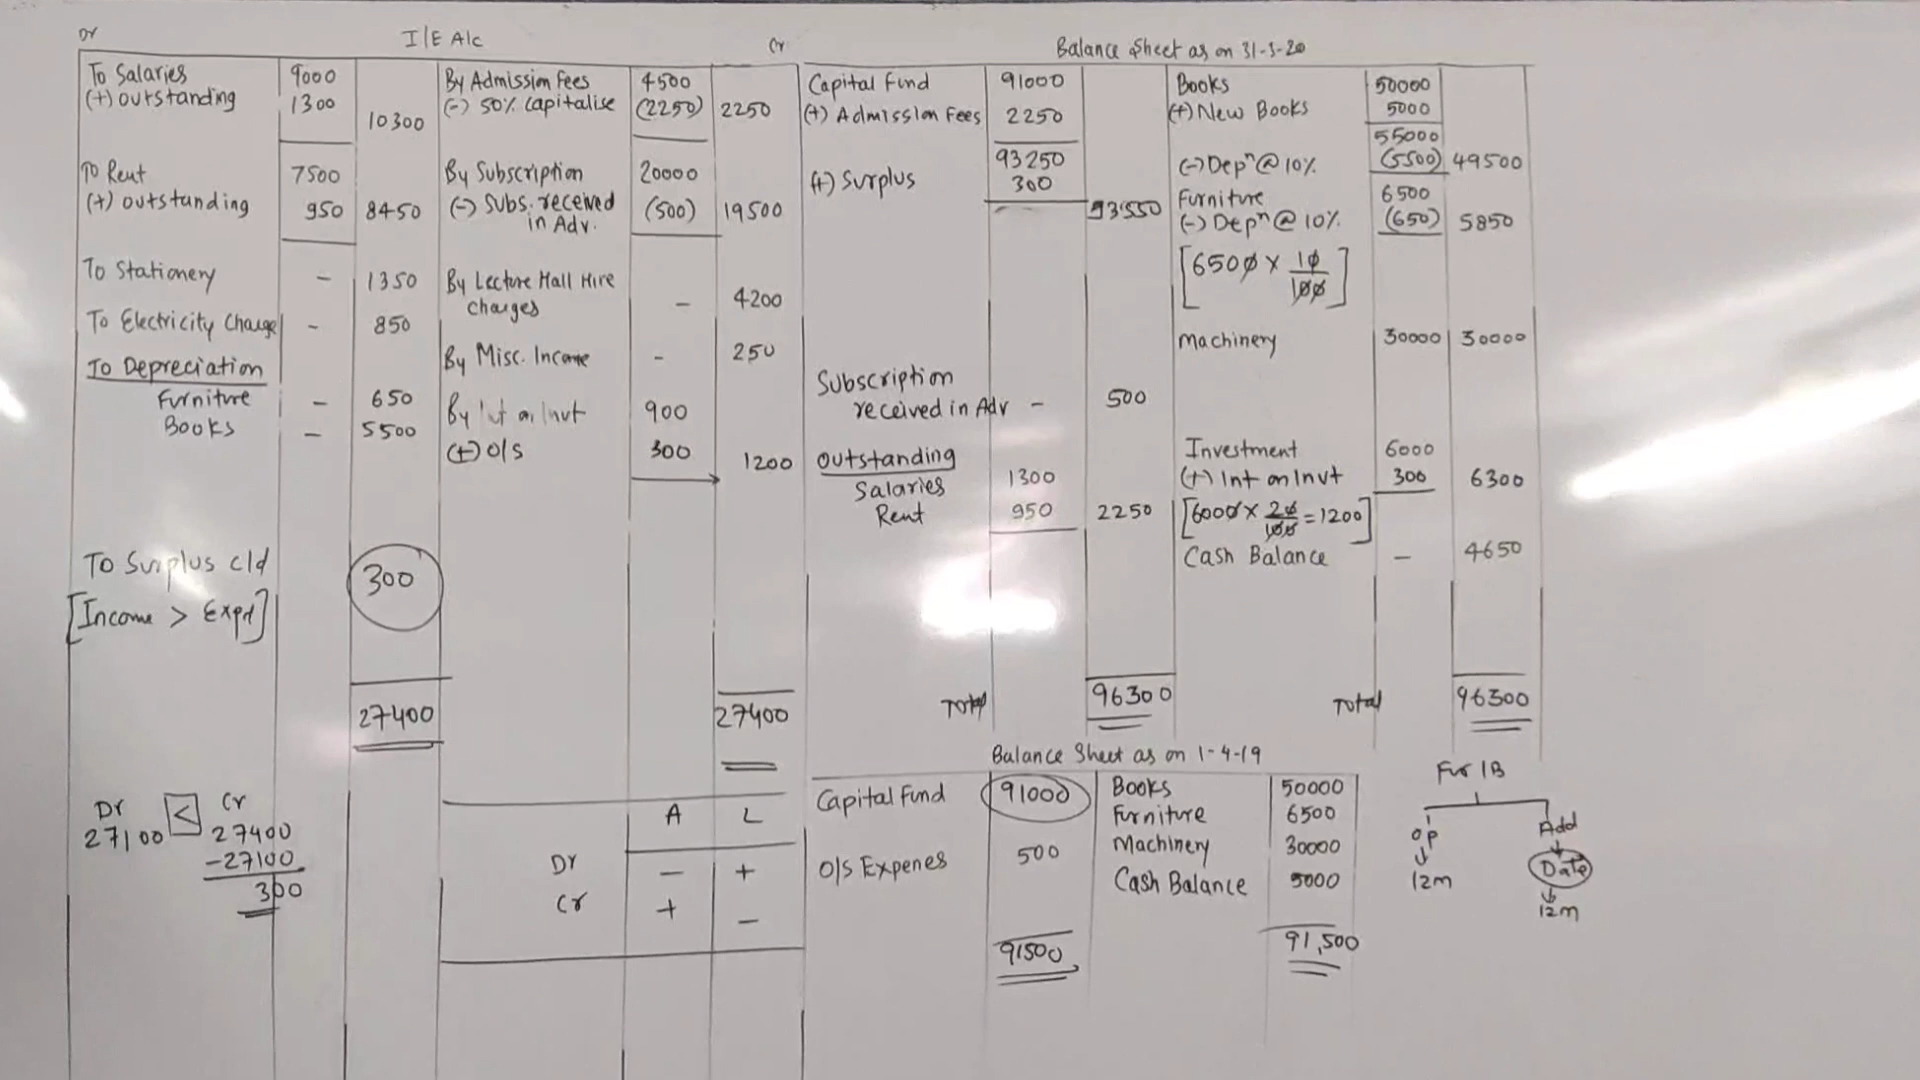 Dr I/E A/c Cr
To Salaries 9000
(+) outstanding 1300 10300
To Rent 7500
(+) outstanding 950 8450
To Stationery - 1350
To Electricity Charge - 850
To Depreciation
Furniture - 650
Books - 5500
To Surplus c/d 300
[Income > Expd]
27400
By Admission Fees 4500
(-) 50% capitalise (2250) 2250
By Subscription 20000
(-) Subs. received (500) 19500
in Adv.
By Lecture Hall Hire
charges - 4200
By Misc. Income - 250
By Int on Invt 900
(+) O/S 300 1200
27400
Balance Sheet as on 31-3-20
Capital Fund 91000
(+) Admission Fees 2250
93250
(+) Surplus 300
93550
Subscription
received in Adv - 500
Outstanding
Salaries 1300
Rent 950 2250
Total 96300
Books 50000
(+) New Books 5000
55000
(-) Depn @ 10% (5500) 49500
Furniture 6500
(-) Depn @ 10% (650) 5850
[6500 × 10/100]
Machinery 30000 30000
Investment 6000
(+) Int on Invt 300 6300
[6000 × 20/100 = 1200]
Cash Balance - 4650
Total 96300
Dr < Cr
27100 27400
-27100
300
A L
Dr - +
Cr + -
Balance Sheet as on 1-4-19
Capital Fund 91000
O/S Expenes 500
91500
Books 50000
Furniture 6500
Machinery 30000
Cash Balance 5000
91,500
Fur IB
Op Add
12m Date
12m